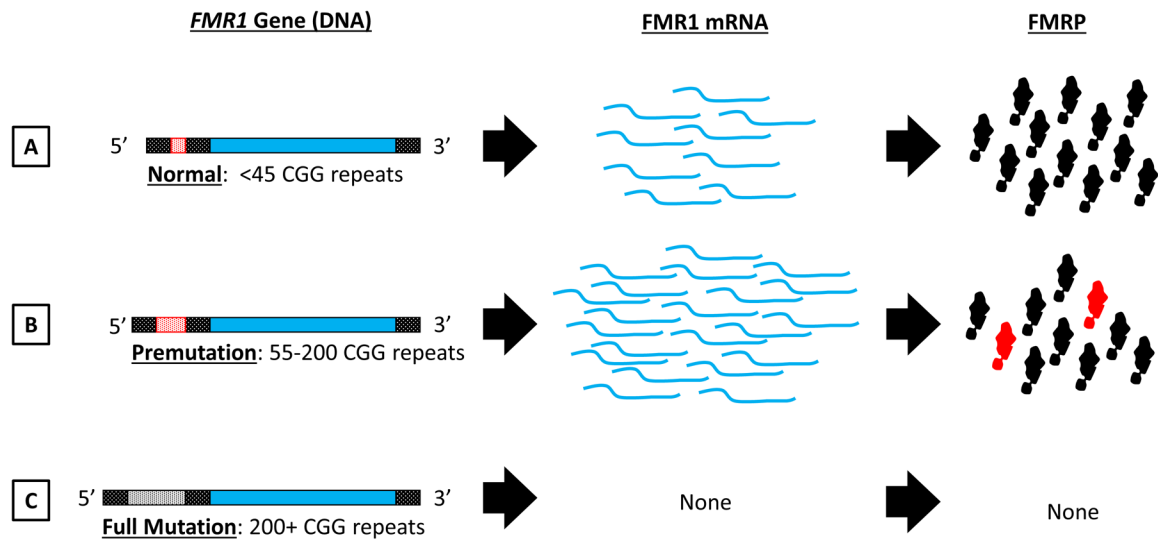 FMR1 Gene (DNA)
FMR1 mRNA
FMRP
A
5’
3’
Normal: <45 CGG repeats
B
5’
3’
Premutation: 55-200 CGG repeats
C
5’
3’
None
None
Full Mutation: 200+ CGG repeats